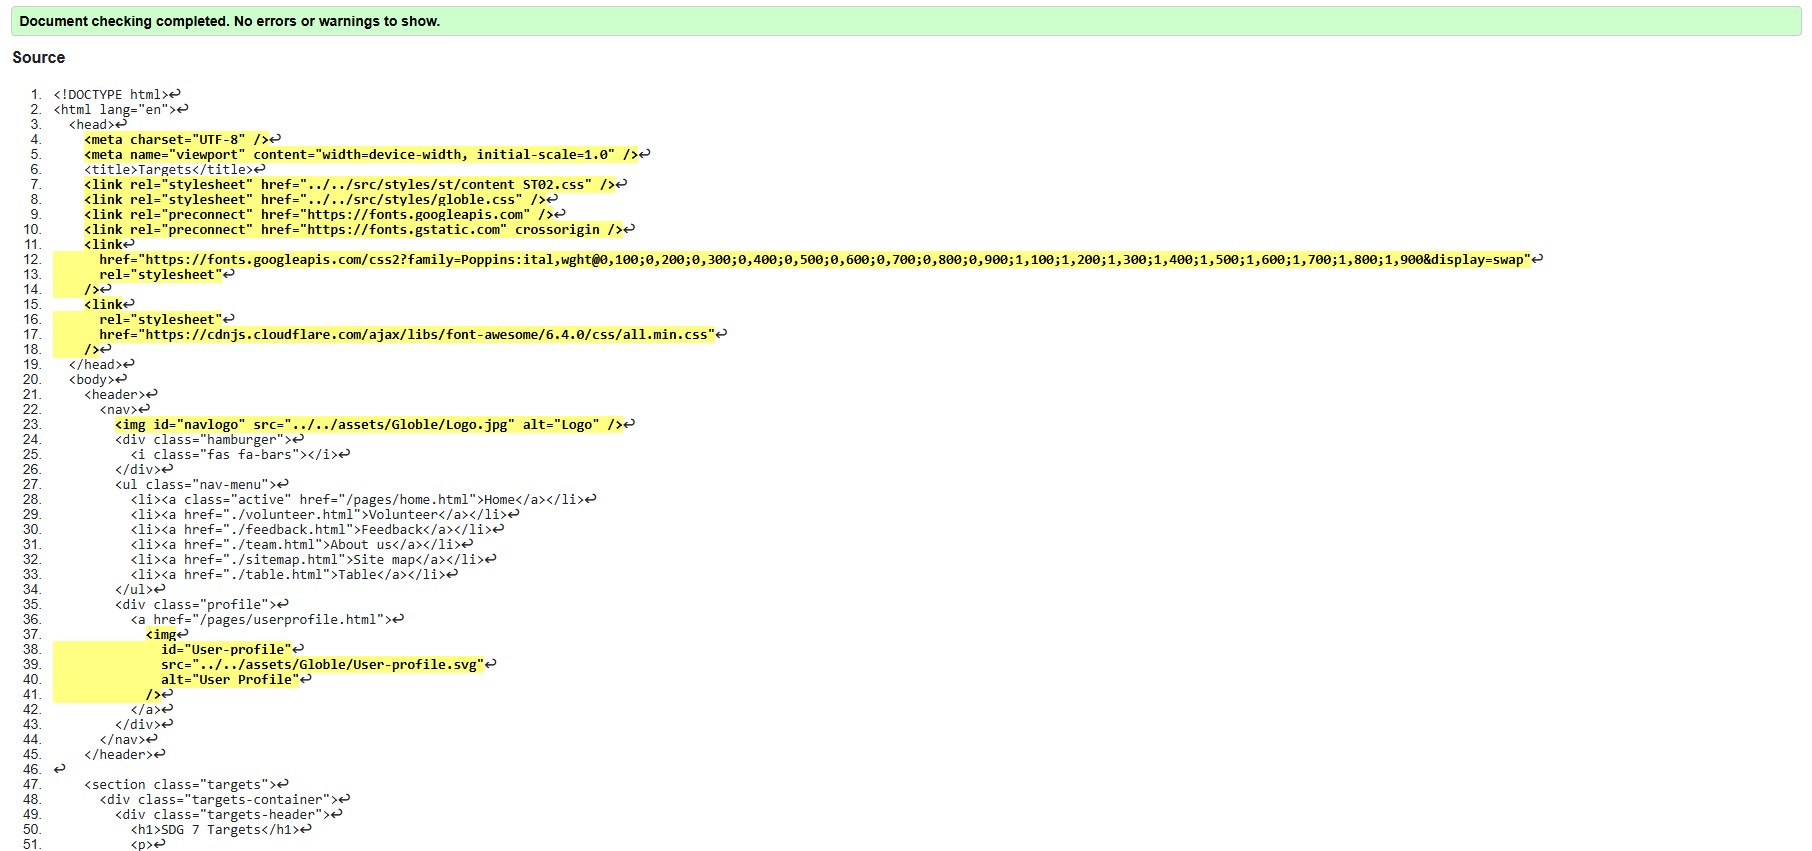 Document checking completed. No errors or warnings to show.
Source
1. <!DOCTYPE html>↩
2. <html lang="en">↩
3.   <head>↩
4.     <meta charset="UTF-8" />↩
5.     <meta name="viewport" content="width=device-width, initial-scale=1.0" />↩
6.     <title>Targets</title>↩
7.     <link rel="stylesheet" href="../../src/styles/st/content_ST02.css" />↩
8.     <link rel="stylesheet" href="../../src/styles/globle.css" />↩
9.     <link rel="preconnect" href="https://fonts.googleapis.com" />↩
10.     <link rel="preconnect" href="https://fonts.gstatic.com" crossorigin />↩
11.     <link↩
12.       href="https://fonts.googleapis.com/css2?family=Poppins:ital,wght@0,100;0,200;0,300;0,400;0,500;0,600;0,700;0,800;0,900;1,100;1,200;1,300;1,400;1,500;1,600;1,700;1,800;1,900&display=swap"↩
13.       rel="stylesheet"↩
14.     />↩
15.     <link↩
16.       rel="stylesheet"↩
17.       href="https://cdnjs.cloudflare.com/ajax/libs/font-awesome/6.4.0/css/all.min.css"↩
18.     />↩
19.   </head>↩
20.   <body>↩
21.     <header>↩
22.       <nav>↩
23.         <img id="navlogo" src="../../assets/Globle/Logo.jpg" alt="Logo" />↩
24.         <div class="hamburger">↩
25.           <i class="fas fa-bars"></i>↩
26.         </div>↩
27.         <ul class="nav-menu">↩
28.           <li><a class="active" href="/pages/home.html">Home</a></li>↩
29.           <li><a href="./volunteer.html">Volunteer</a></li>↩
30.           <li><a href="./feedback.html">Feedback</a></li>↩
31.           <li><a href="./team.html">About us</a></li>↩
32.           <li><a href="./sitemap.html">Site map</a></li>↩
33.           <li><a href="./table.html">Table</a></li>↩
34.         </ul>↩
35.         <div class="profile">↩
36.           <a href="/pages/userprofile.html">↩
37.             <img↩
38.               id="User-profile"↩
39.               src="../../assets/Globle/User-profile.svg"↩
40.               alt="User Profile"↩
41.             />↩
42.           </a>↩
43.         </div>↩
44.       </nav>↩
45.     </header>↩
46. ↩
47.     <section class="targets">↩
48.       <div class="targets-container">↩
49.         <div class="targets-header">↩
50.           <h1>SDG 7 Targets</h1>↩
51.           <p>↩